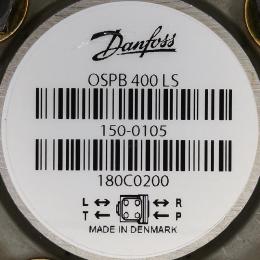 Danfoss
OSPB 400 LS
150-0105
180C0200
L R
T P
MADE IN DENMARK